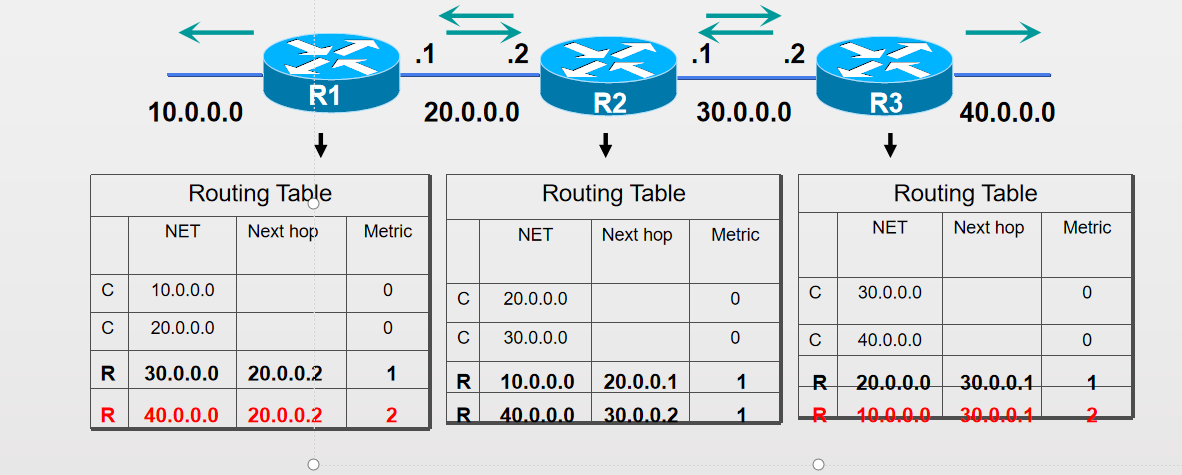 .1 .2 .1 .2
R1 R2 R3
10.0.0.0 20.0.0.0 30.0.0.0 40.0.0.0
Routing Table
NET Next hop Metric
C 10.0.0.0 0
C 20.0.0.0 0
R 30.0.0.0 20.0.0.2 1
R 40.0.0.0 20.0.0.2 2
Routing Table
NET Next hop Metric
C 20.0.0.0 0
C 30.0.0.0 0
R 10.0.0.0 20.0.0.1 1
R 40.0.0.0 30.0.0.2 1
Routing Table
NET Next hop Metric
C 30.0.0.0 0
C 40.0.0.0 0
R 20.0.0.0 30.0.0.1 1
R 10.0.0.0 30.0.0.1 2